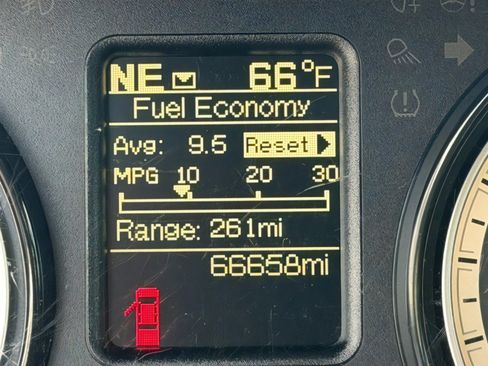 NE 66°F
Fuel Economy
Avg: 9.5 Reset
MPG 10 20 30
Range: 261mi
66658mi